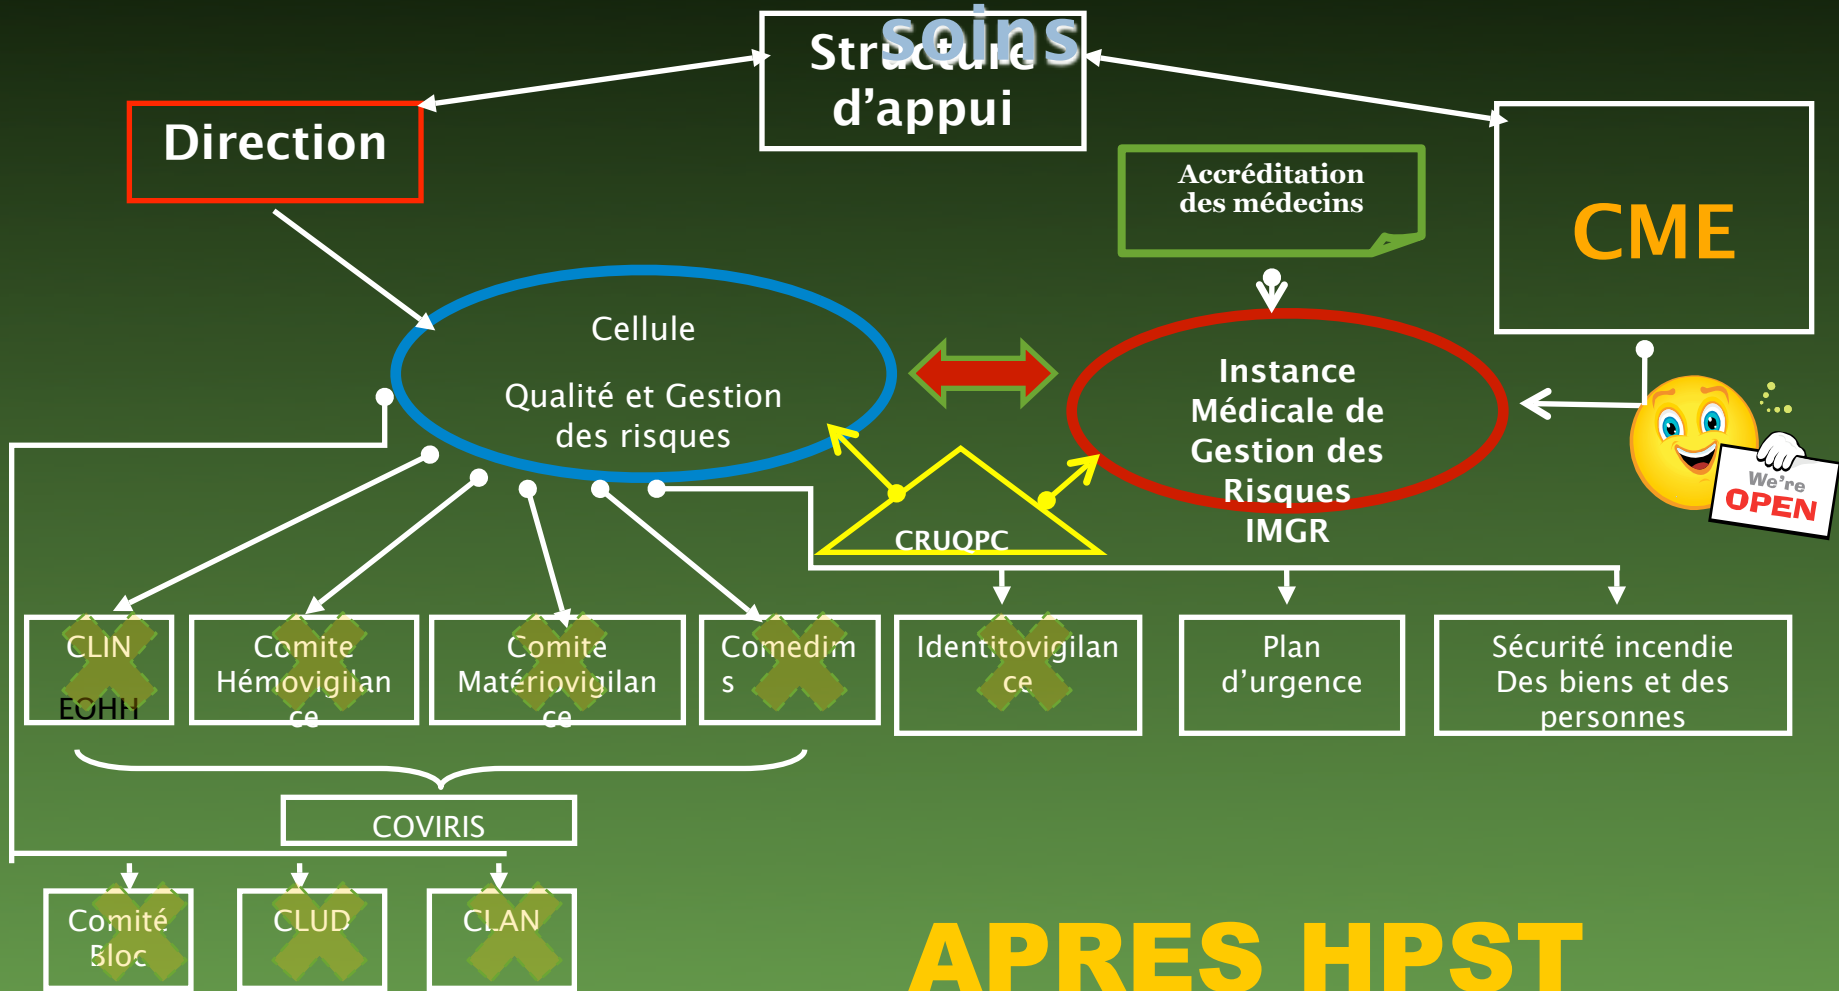 soins
Structure
d’appui
Direction
Accréditation
des médecins
CME
Cellule
Qualité et Gestion
des risques
Instance
Médicale de
Gestion des
Risques
IMGR
We're
OPEN
CRUQPC
CLIN
EOHH
Comite
Hémovigilan
ce
Comite
Matériovigilan
ce
Comedim
s
Identitovigilan
ce
Plan
d’urgence
Sécurité incendie
Des biens et des
personnes
COVIRIS
Comité
Bloc
CLUD
CLAN
APRES HPST